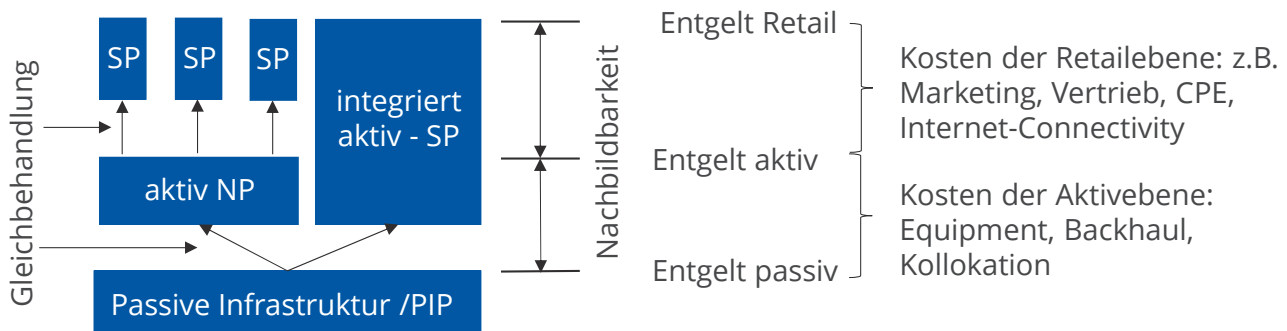 Gleichbehandlung
SP
SP
SP
integriert
aktiv - SP
aktiv NP
Passive Infrastruktur /PIP
Nachbildbarkeit
Entgelt Retail
Entgelt aktiv
Entgelt passiv
Kosten der Retailebene: z.B.
Marketing, Vertrieb, CPE,
Internet-Connectivity
Kosten der Aktivebene:
Equipment, Backhaul,
Kollokation